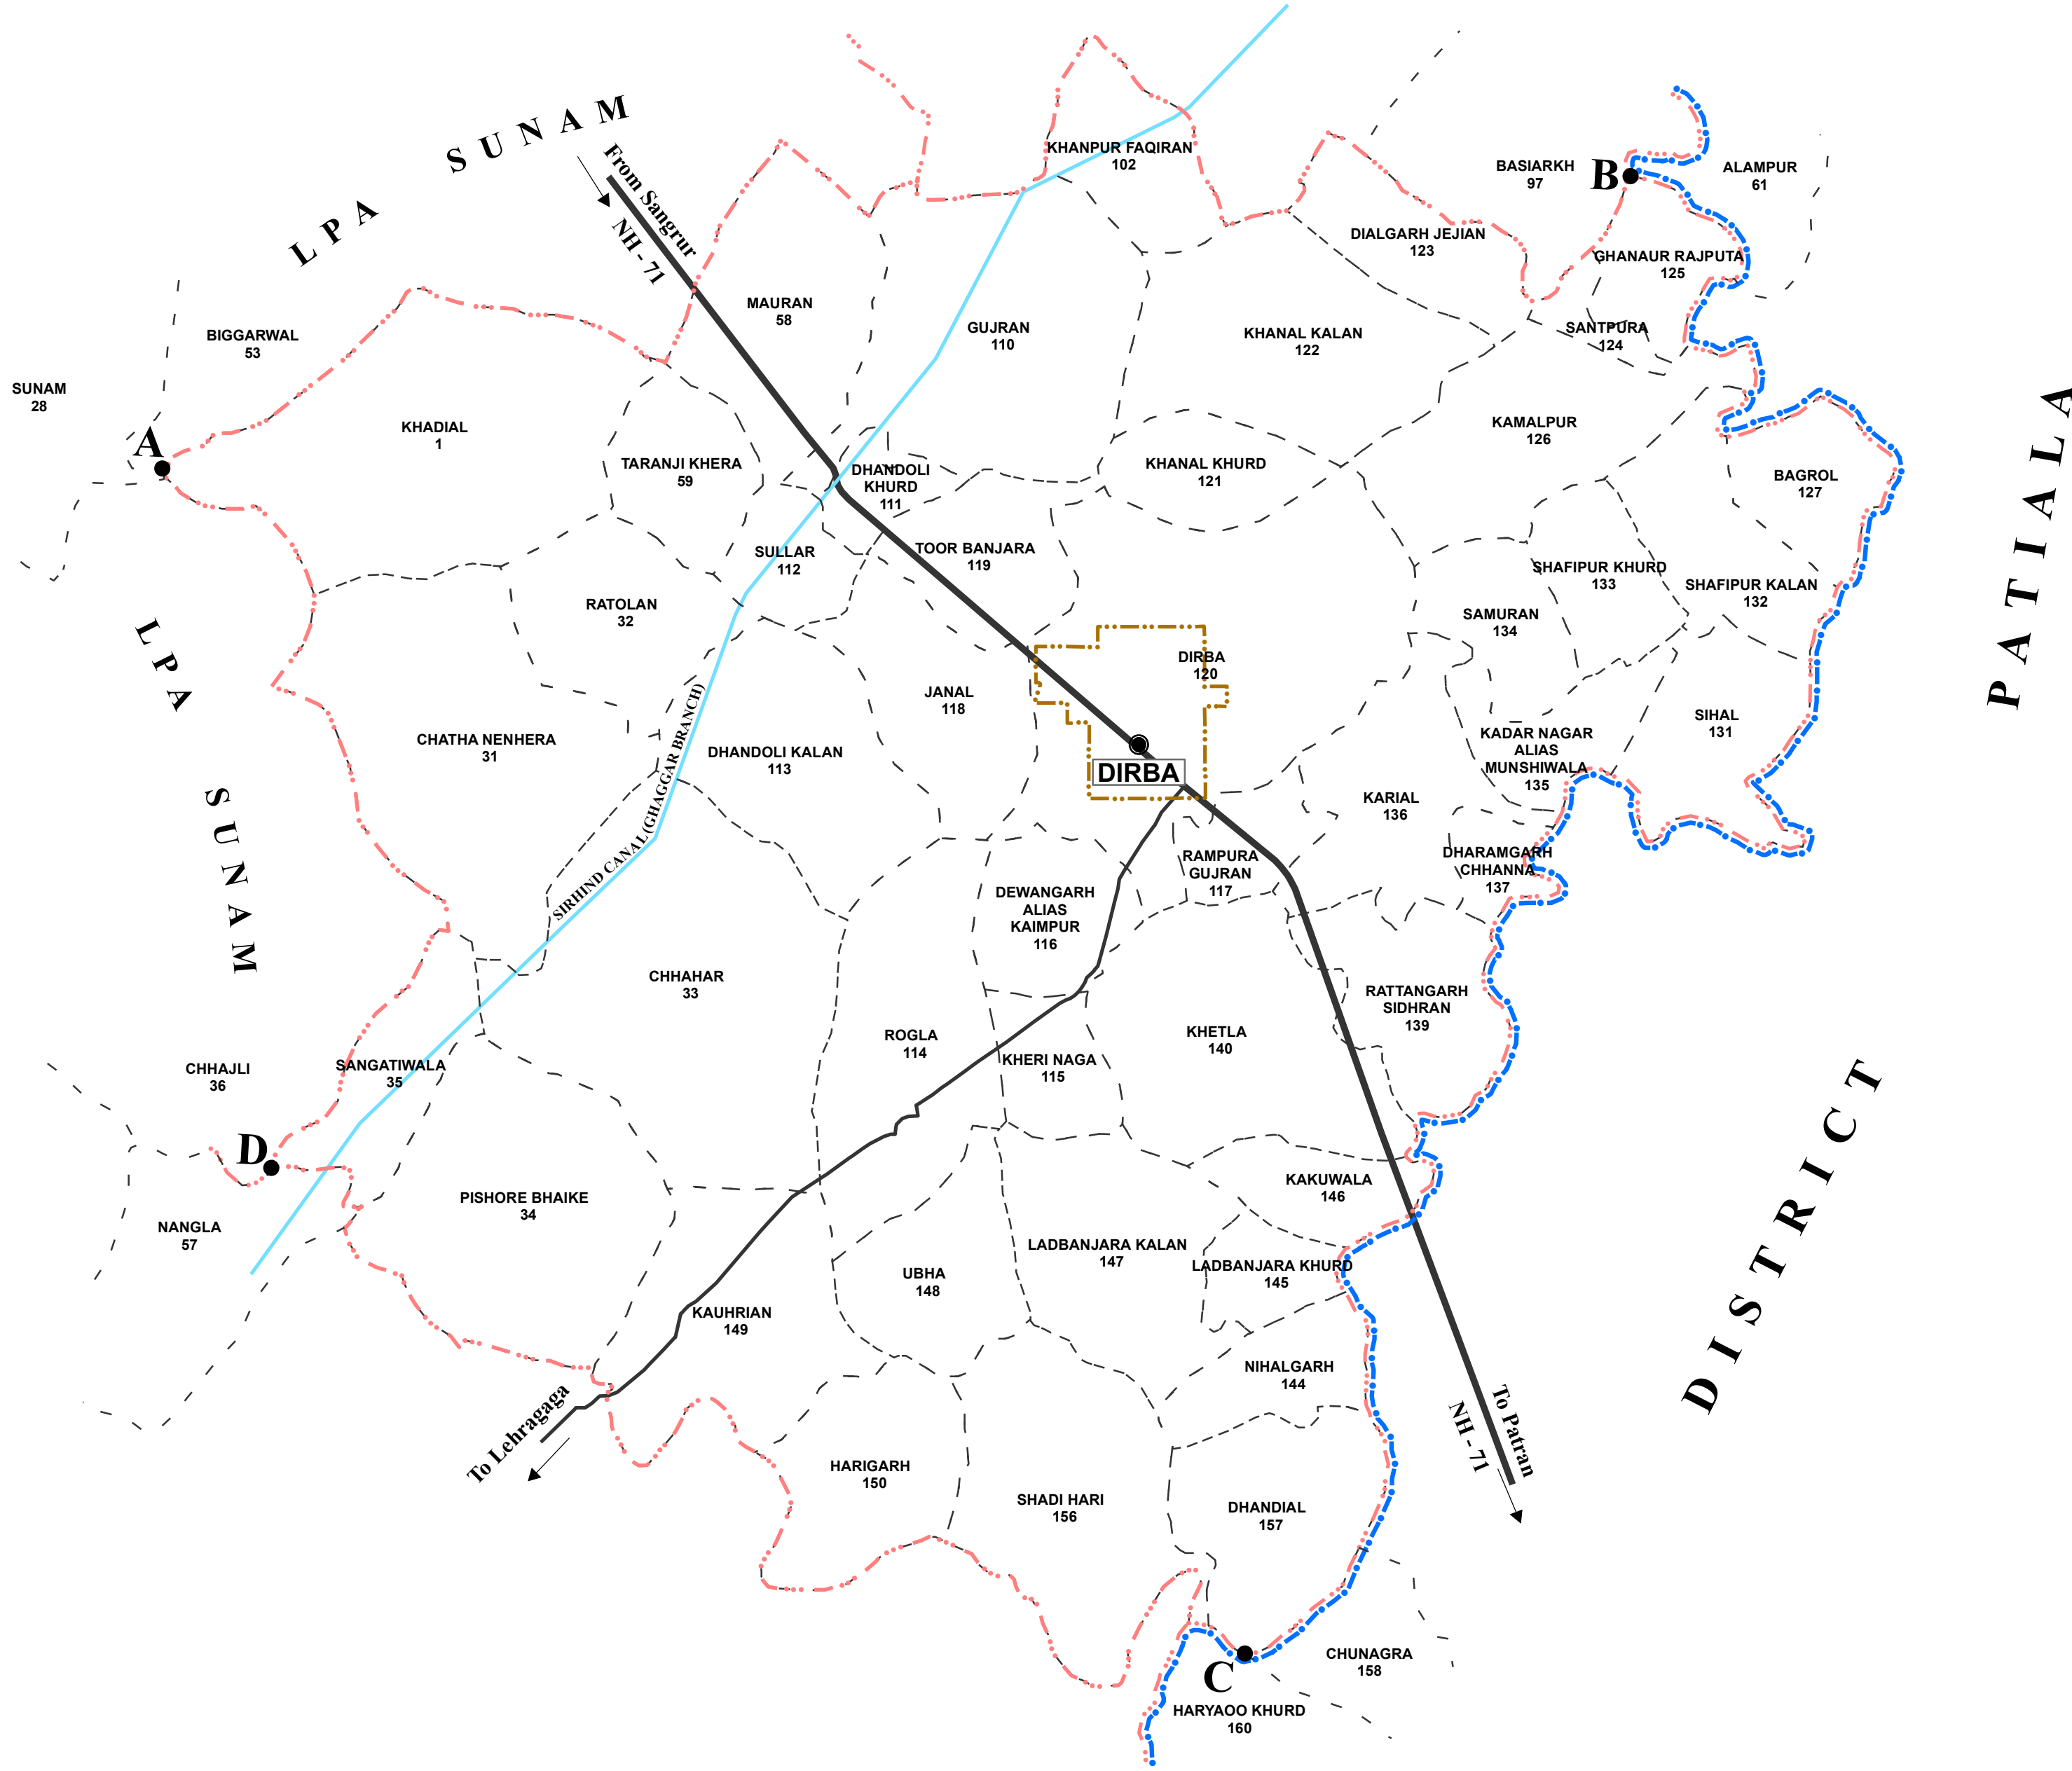 SUNAM
LPA
From Sangrur
NH - 71
KHANPUR FAQIRAN
102
BASIARKH
97
B
ALAMPUR
61
DIALGARH JEJIAN
123
GHANAUR RAJPUTA
125
MAURAN
58
GUJRAN
110
KHANAL KALAN
122
SANTPURA
124
BIGGARWAL
53
SUNAM
28
A
KHADIAL
1
TARANJI KHERA
59
DHANDOLI
KHURD
111
KHANAL KHURD
121
KAMALPUR
126
BAGROL
127
PATIALA
SULLAR
112
TOOR BANJARA
119
SHAFIPUR KHURD
133
SHAFIPUR KALAN
132
RATOLAN
32
SAMURAN
134
LPA
DIRBA
120
JANAL
118
SIHAL
131
CHATHA NENHERA
31
DHANDOLI KALAN
113
KADAR NAGAR
ALIAS
MUNSHIWALA
135
DIRBA
SUNAM
SIRHIND CANAL (GHAGGAR BRANCH)
KARIAL
136
RAMPURA
GUJRAN
117
DHARAMGARH
CHHANNA
137
DEWANGARH
ALIAS
KAIMPUR
116
CHHAHAR
33
RATTANGARH
SIDHRAN
139
ROGLA
114
KHETLA
140
KHERI NAGA
115
CHHAJLI
36
SANGATIWALA
35
DISTRICT
D
PISHORE BHAIKE
34
KAKUWALA
146
NANGLA
57
LADBANJARA KALAN
147
LADBANJARA KHURD
145
UBHA
148
KAUHRIAN
149
NIHALGARH
144
To Lehragaga
To Patran
NH - 71
HARIGARH
150
SHADI HARI
156
DHANDIAL
157
C
CHUNAGRA
158
HARYAOO KHURD
160